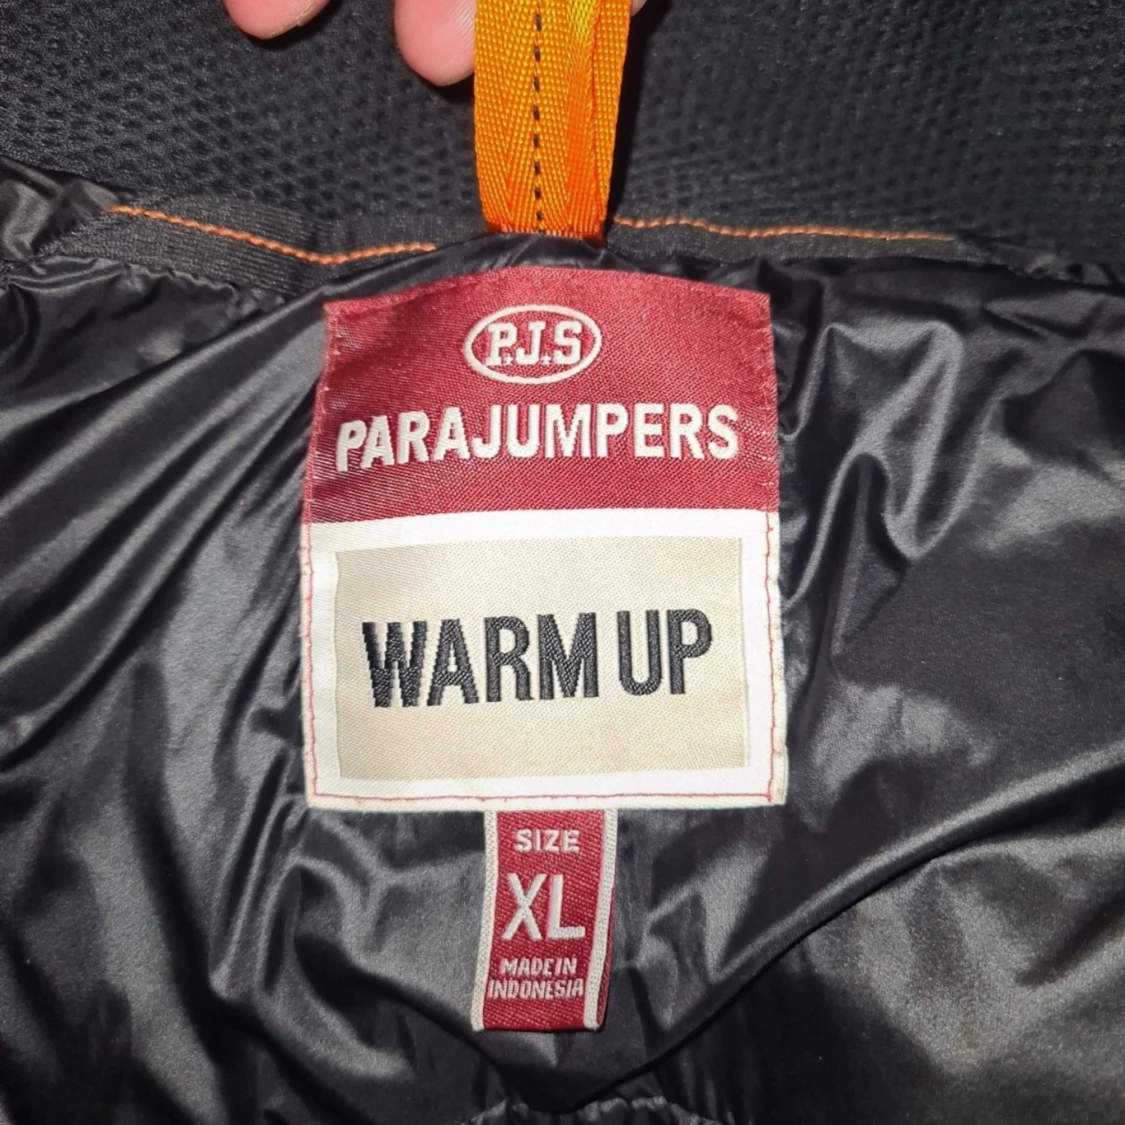 P.J.S
PARAJUMPERS
WARM UP
SIZE
XL
MADE IN
INDONESIA